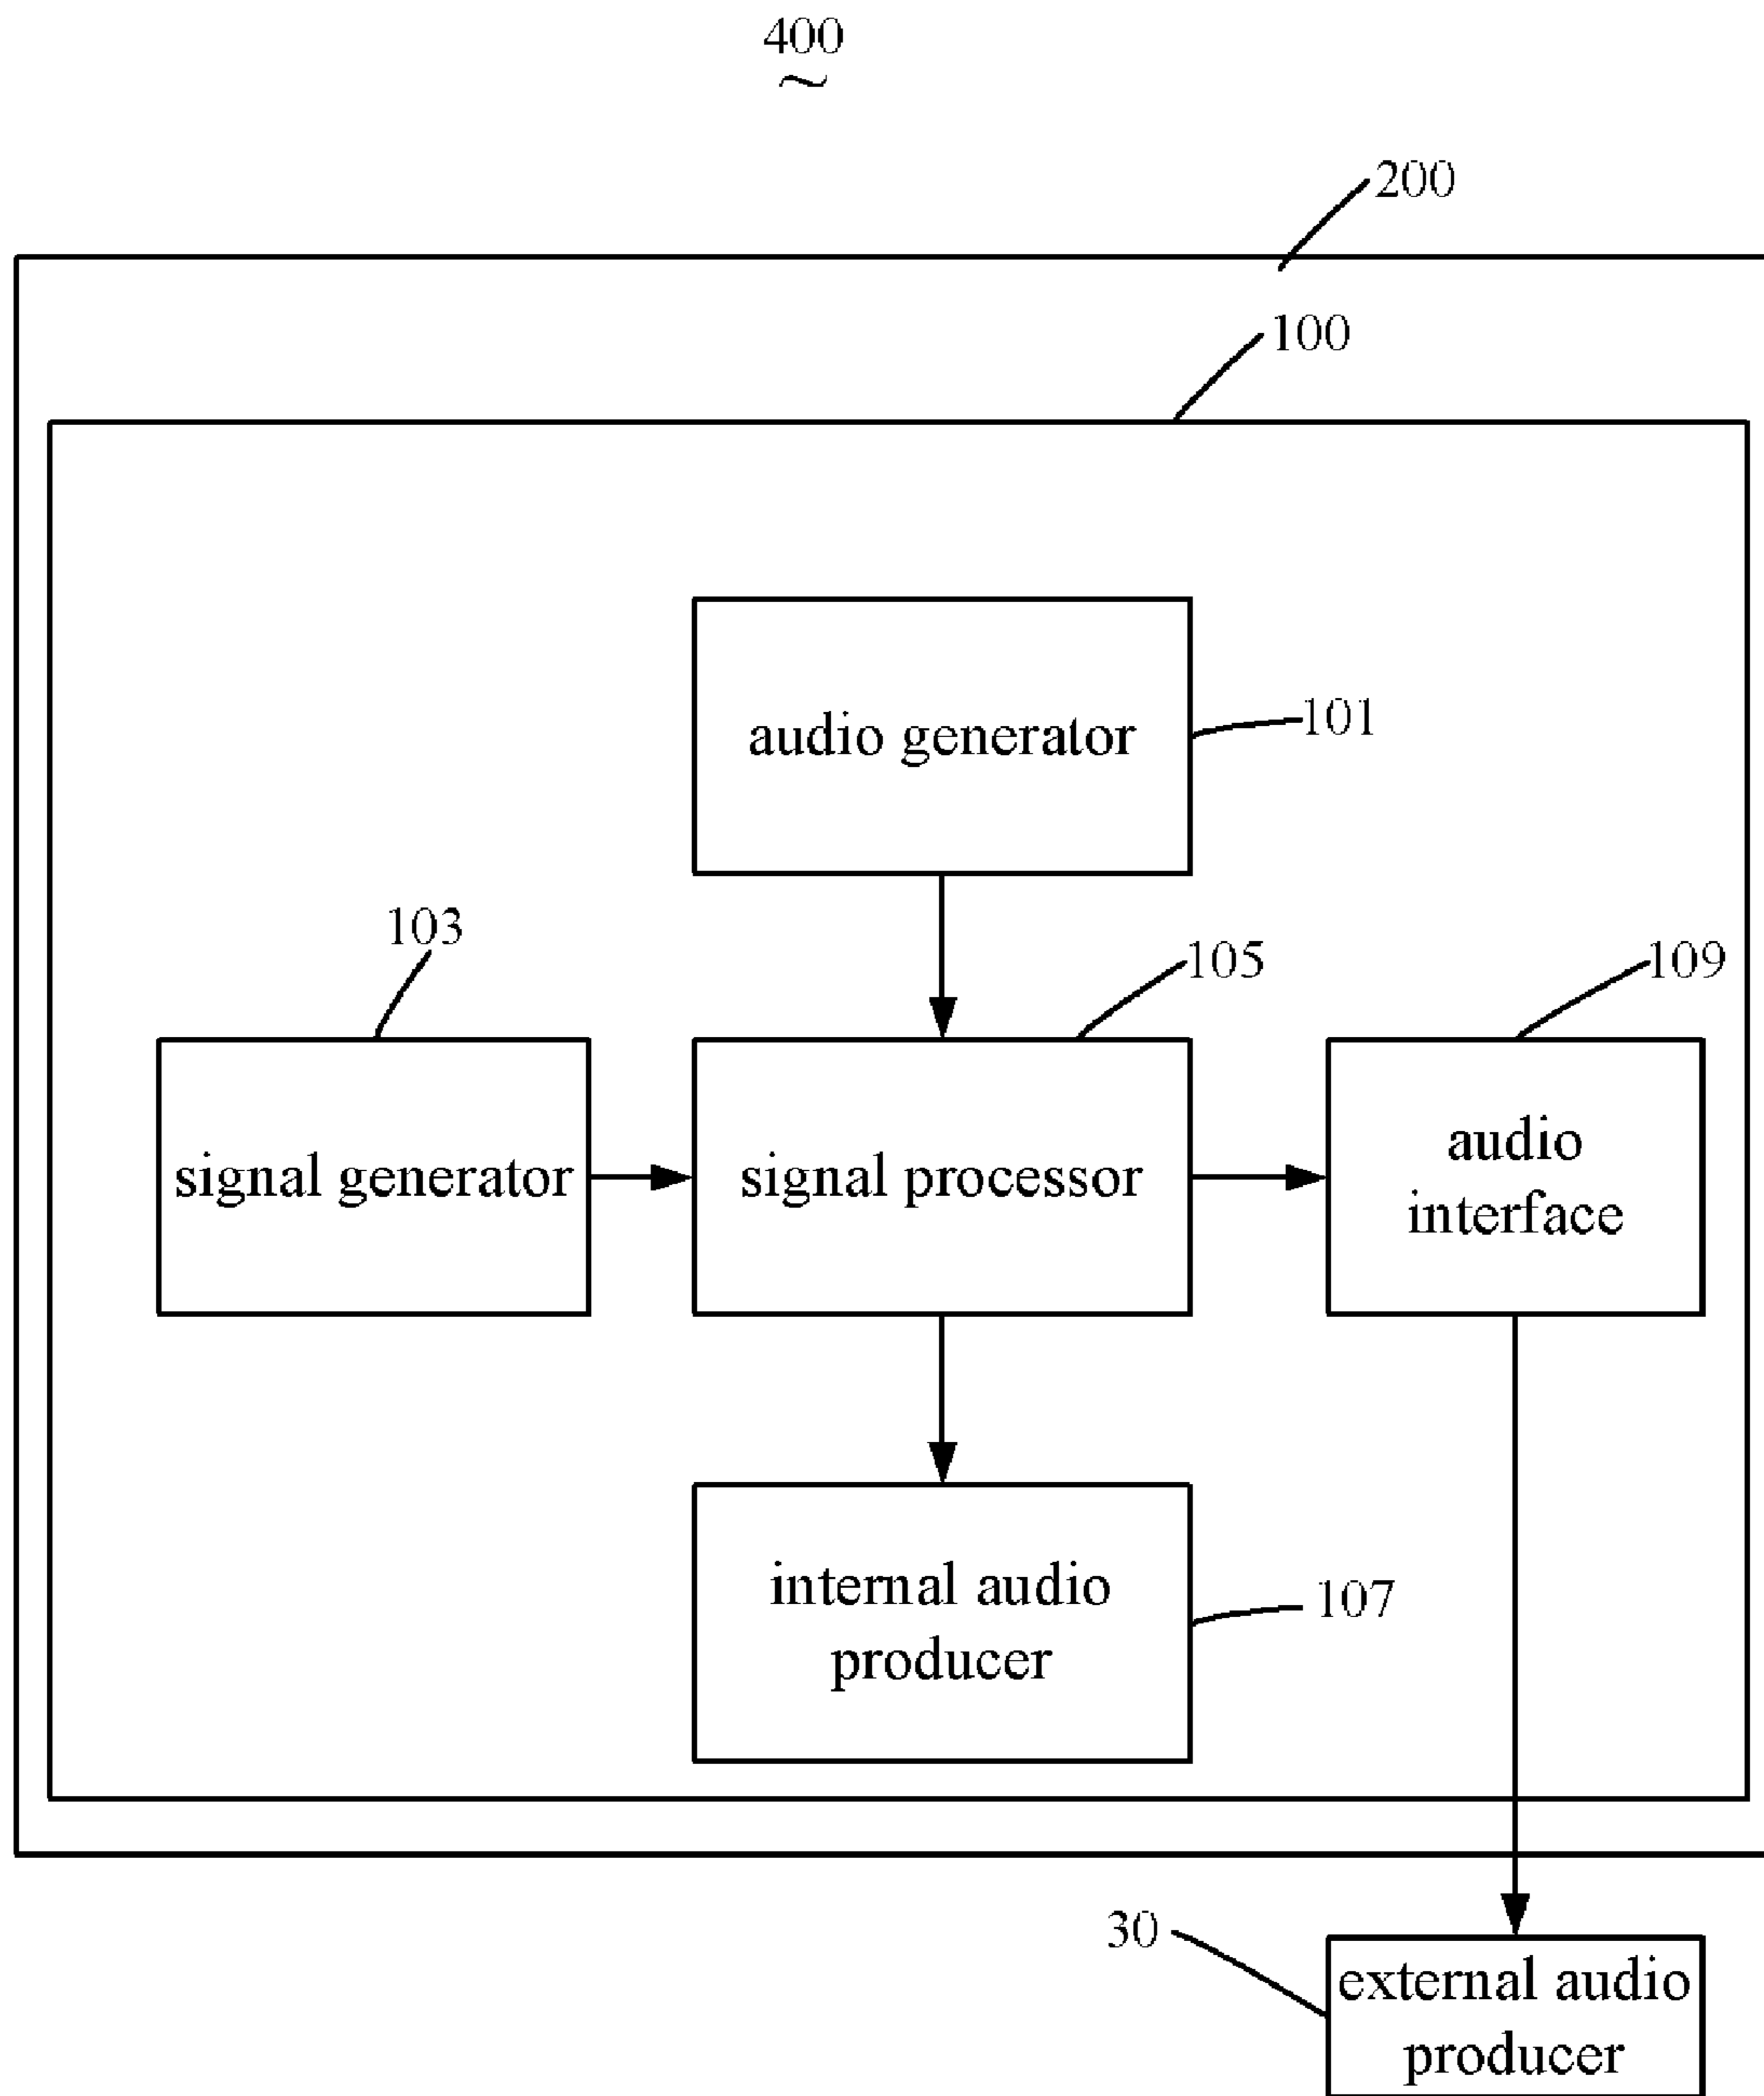 400
200
100
audio generator
101
103
105
109
signal generator
signal processor
audio
interface
internal audio
producer
107
30
external audio
producer